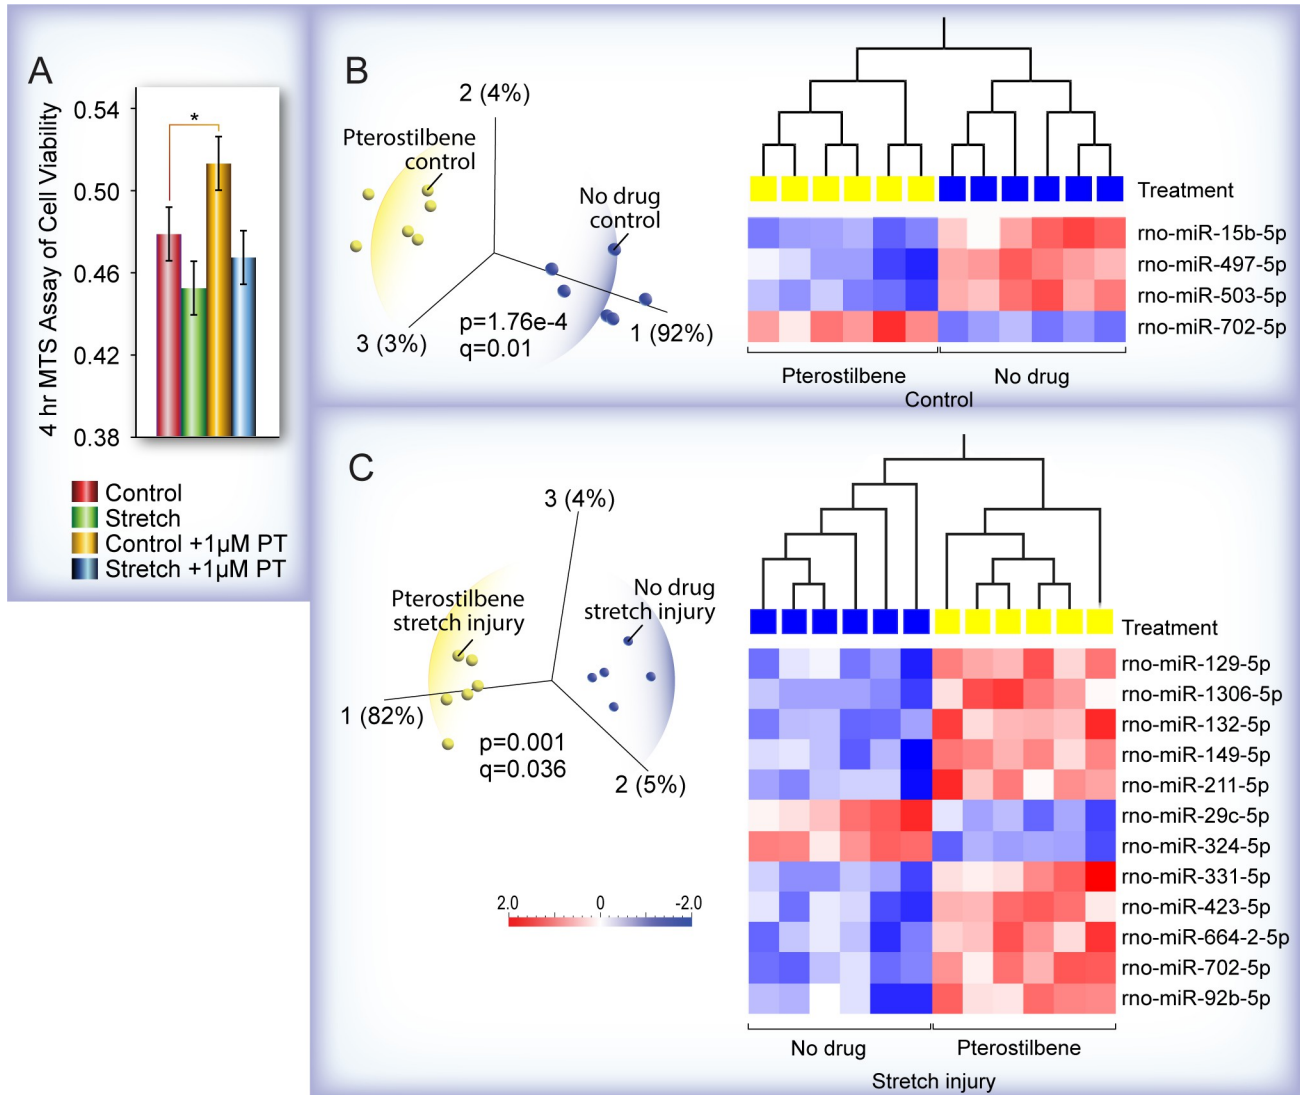 A
4 hr MTS Assay of Cell Viability
0.54
0.50
0.46
0.42
0.38
*
Control
Stretch
Control +1µM PT
Stretch +1µM PT
B
2 (4%)
Pterostilbene
control
No drug
control
p=1.76e-4
q=0.01
3 (3%)
1 (92%)
Treatment
rno-miR-15b-5p
rno-miR-497-5p
rno-miR-503-5p
rno-miR-702-5p
Pterostilbene
No drug
Control
C
3 (4%)
Pterostilbene
stretch injury
No drug
stretch injury
1 (82%)
p=0.001
q=0.036
2 (5%)
2.0
0
-2.0
Treatment
rno-miR-129-5p
rno-miR-1306-5p
rno-miR-132-5p
rno-miR-149-5p
rno-miR-211-5p
rno-miR-29c-5p
rno-miR-324-5p
rno-miR-331-5p
rno-miR-423-5p
rno-miR-664-2-5p
rno-miR-702-5p
rno-miR-92b-5p
No drug
Pterostilbene
Stretch injury